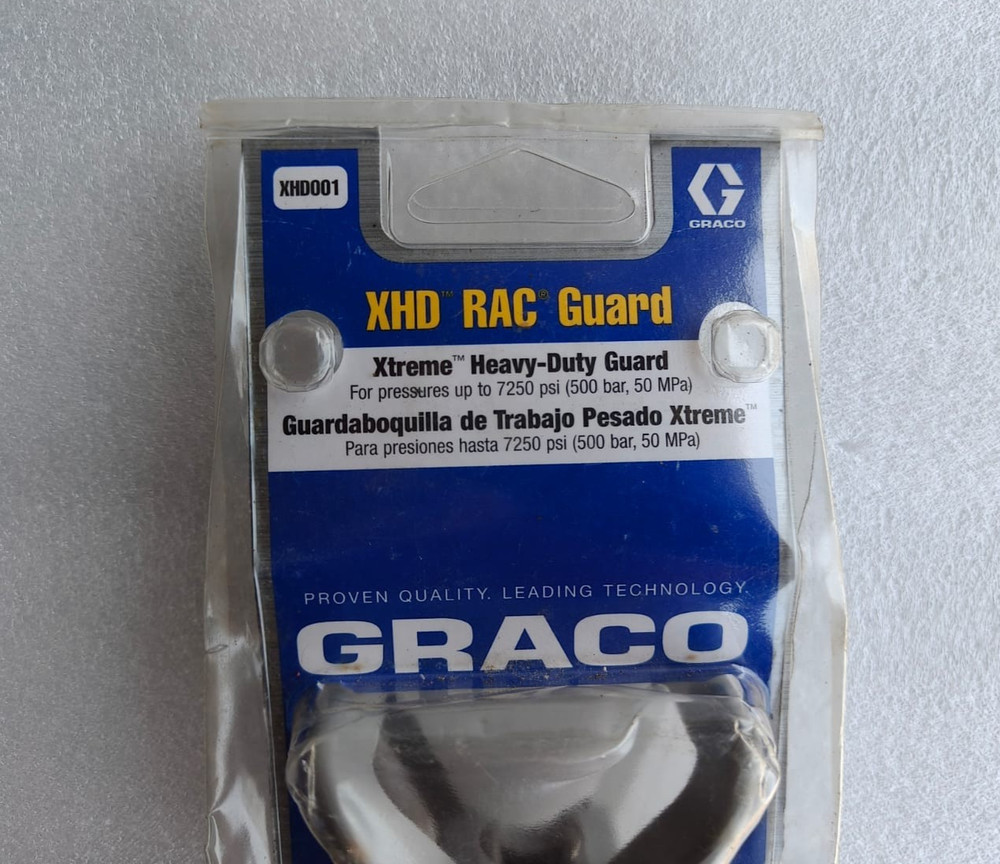 XHD001
GRACO
XHD™ RAC® Guard
Xtreme™ Heavy-Duty Guard
For pressures up to 7250 psi (500 bar, 50 MPa)
Guardaboquilla de Trabajo Pesado Xtreme™
Para presiones hasta 7250 psi (500 bar, 50 MPa)
PROVEN QUALITY. LEADING TECHNOLOGY.
GRACO